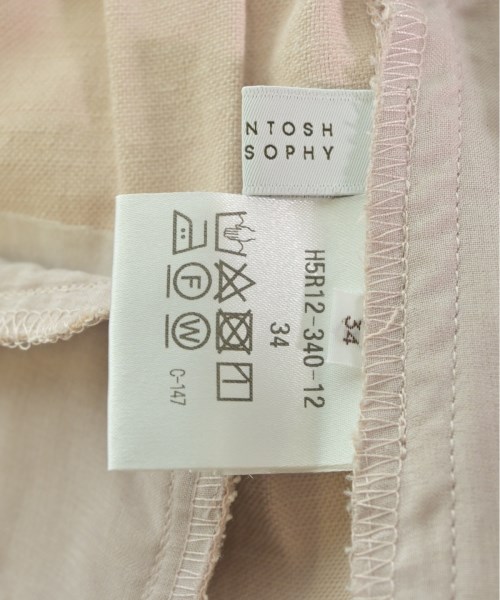 NTOSH
SOPHY
H5R12-340-12
34
34
F
W
C-147